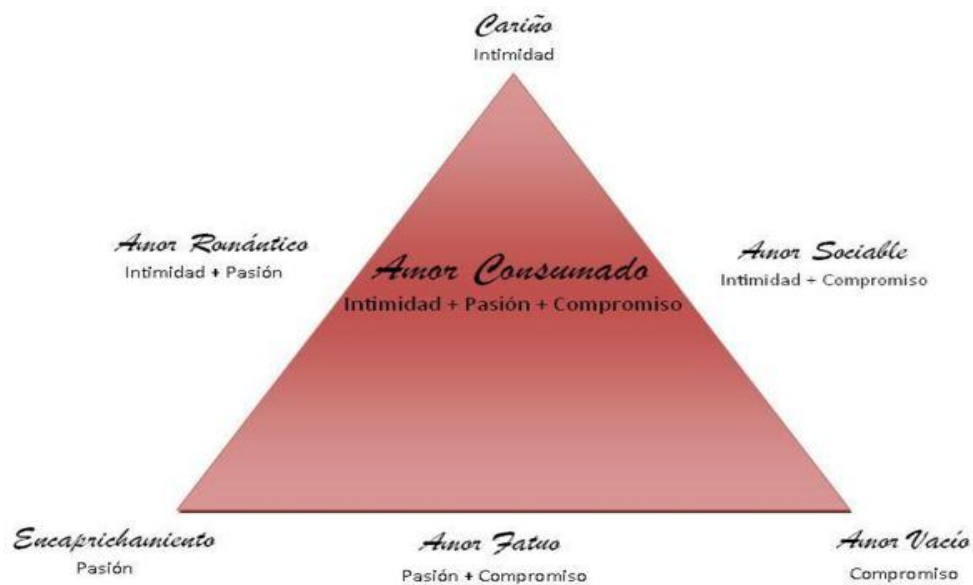 Cariño
Intimidad
Amor Romántico
Intimidad + Pasión
Amor Sociable
Intimidad + Compromiso
Amor Consumado
Intimidad + Pasión + Compromiso
Encaprichamiento
Pasión
Amor Fatuo
Pasión + Compromiso
Amor Vacío
Compromiso